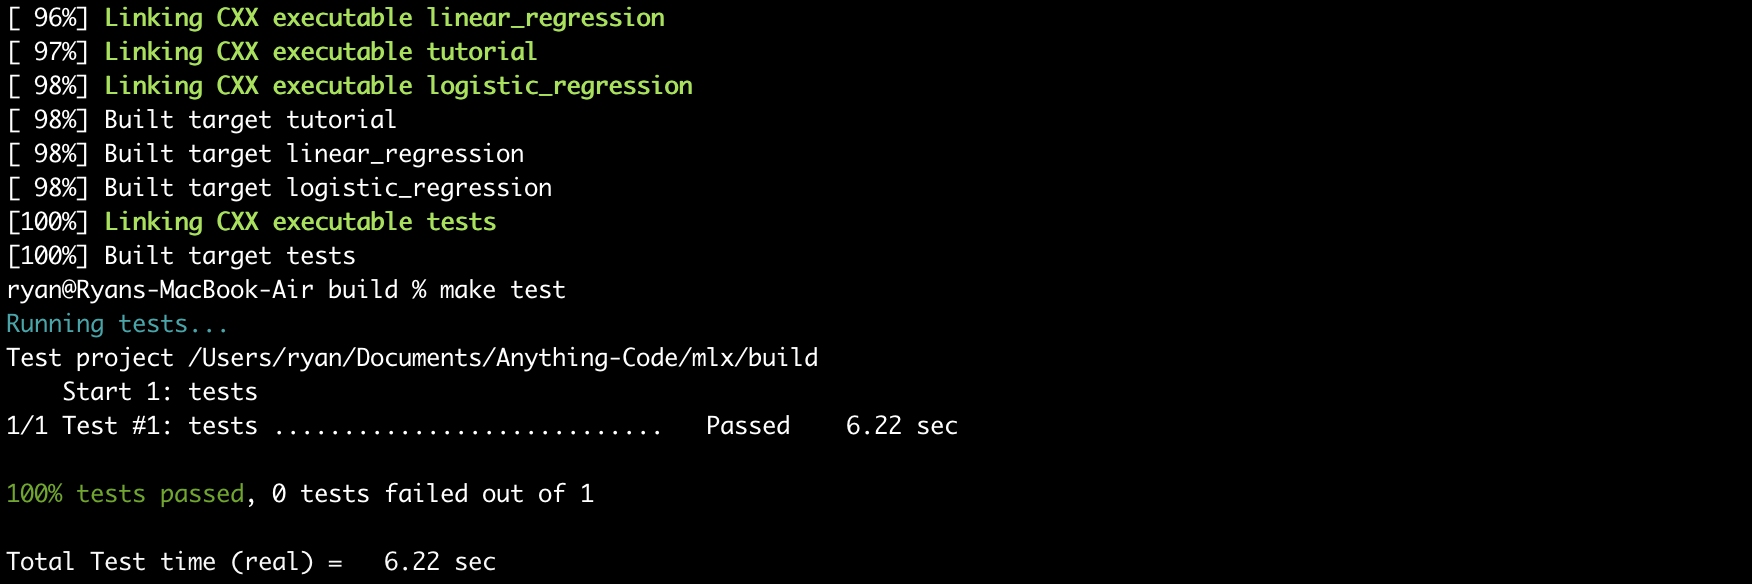 [ 96%] Linking CXX executable linear_regression
[ 97%] Linking CXX executable tutorial
[ 98%] Linking CXX executable logistic_regression
[ 98%] Built target tutorial
[ 98%] Built target linear_regression
[ 98%] Built target logistic_regression
[100%] Linking CXX executable tests
[100%] Built target tests
ryan@Ryans-MacBook-Air build % make test
Running tests...
Test project /Users/ryan/Documents/Anything-Code/mlx/build
    Start 1: tests
1/1 Test #1: tests ............................   Passed    6.22 sec

100% tests passed, 0 tests failed out of 1

Total Test time (real) =   6.22 sec